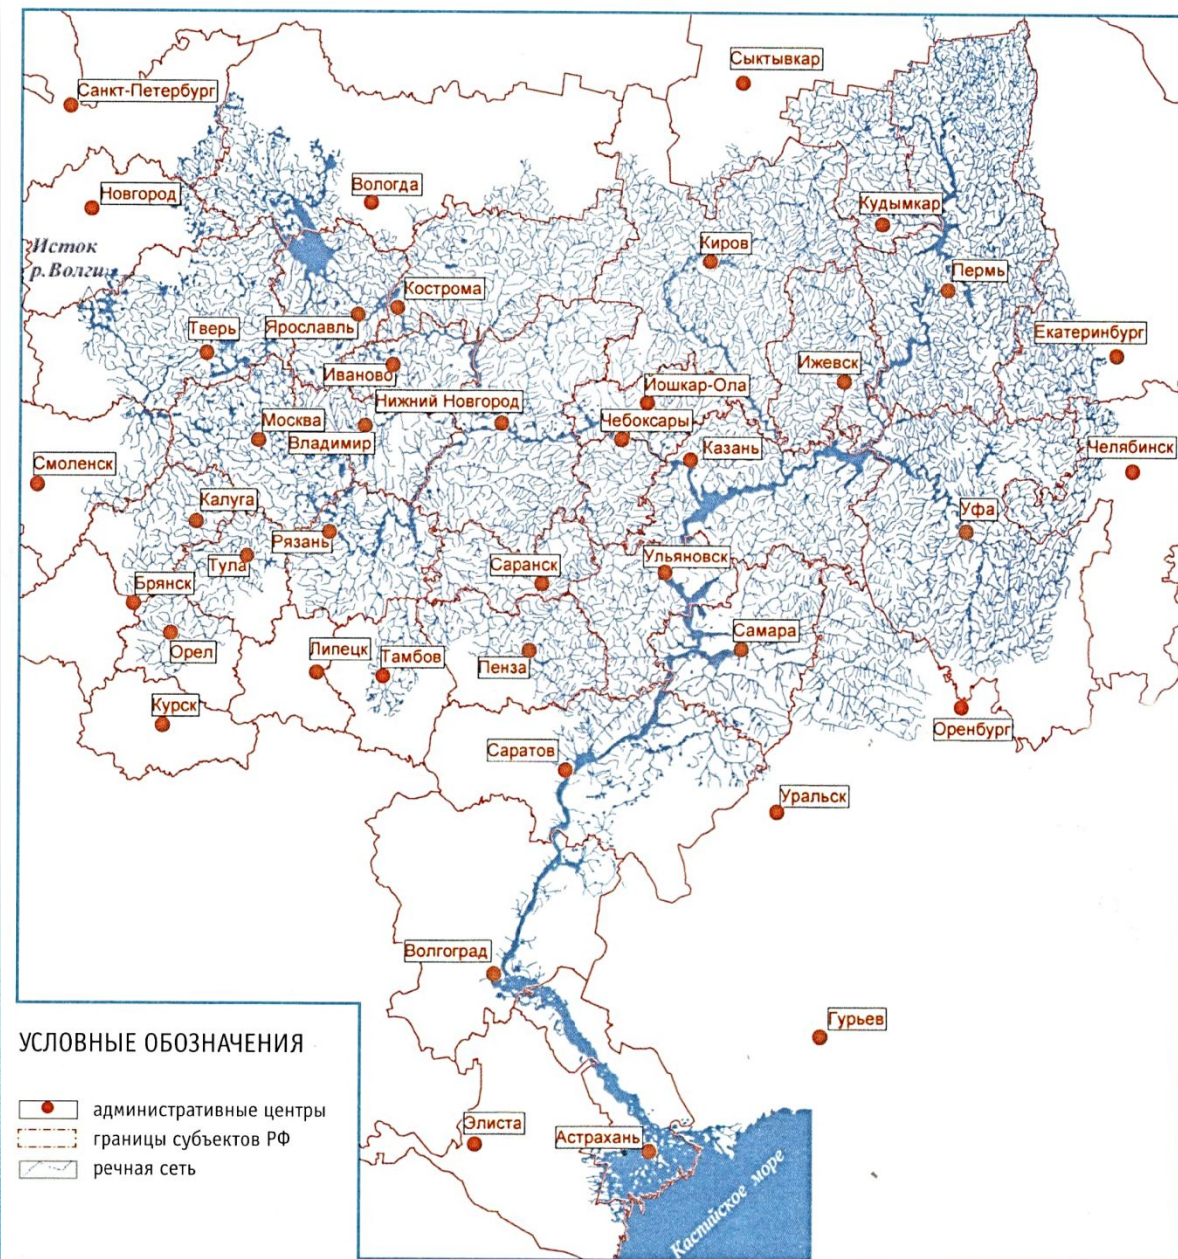 Сыктывкар
Санкт-Петербург
Вологда
Новгород
Кудымкар
Исток
р.Волги
Киров
Пермь
Кострома
Ярославль
Тверь
Екатеринбург
Иваново
Ижевск
Йошкар-Ола
Нижний Новгород
Москва
Чебоксары
Владимир
Казань
Смоленск
Челябинск
Калуга
Уфа
Рязань
Ульяновск
Тула
Саранск
Брянск
Самара
Орел
Липецк
Тамбов
Пенза
Курск
Оренбург
Саратов
Уральск
Волгоград
Гурьев
УСЛОВНЫЕ ОБОЗНАЧЕНИЯ
административные центры
границы субъектов РФ
речная сеть
Элиста
Астрахань
Каспийское море